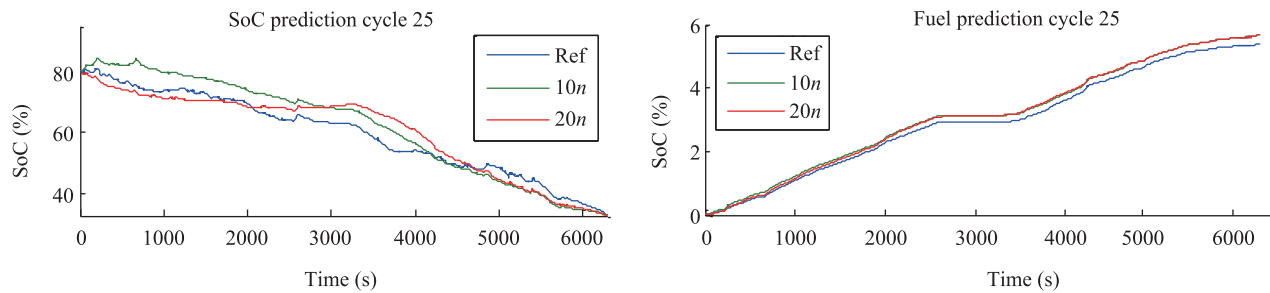 SoC prediction cycle 25
SoC (%)
80
60
40
Ref
10n
20n
0
1000
2000
3000
4000
5000
6000
Time (s)
Fuel prediction cycle 25
SoC (%)
6
4
2
0
Ref
10n
20n
0
1000
2000
3000
4000
5000
6000
Time (s)